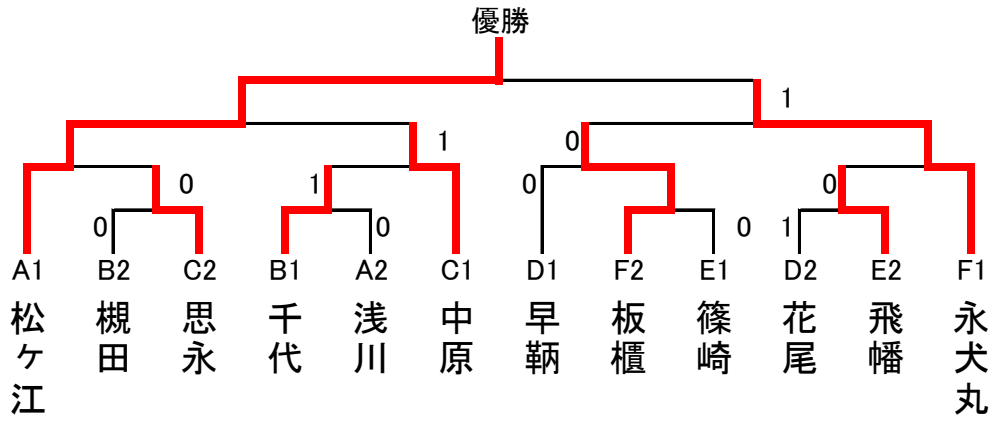 優勝
1
1
0
0
1
0
0
0
0
0
1
A1
B2
C2
B1
A2
C1
D1
F2
E1
D2
E2
F1
松ヶ江
槻田
思永
千代
浅川
中原
早鞆
板櫃
篠崎
花尾
飛幡
永犬丸